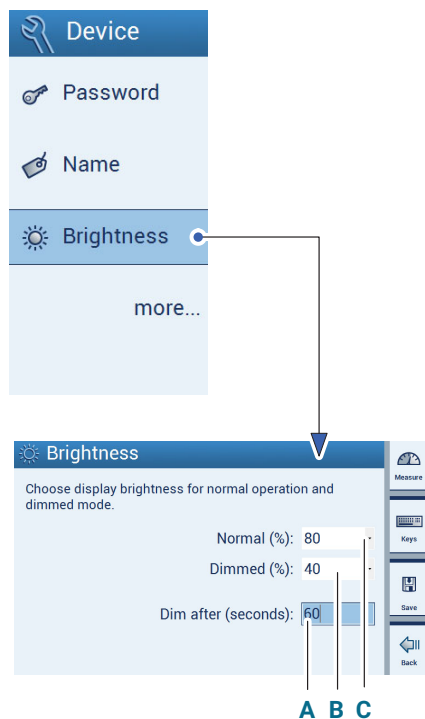 Device
Password
Name
Brightness
more...
Brightness
Choose display brightness for normal operation and
dimmed mode.
Normal (%): 80
Dimmed (%): 40
Dim after (seconds): 60
Measure
Keys
Save
Back
A B C